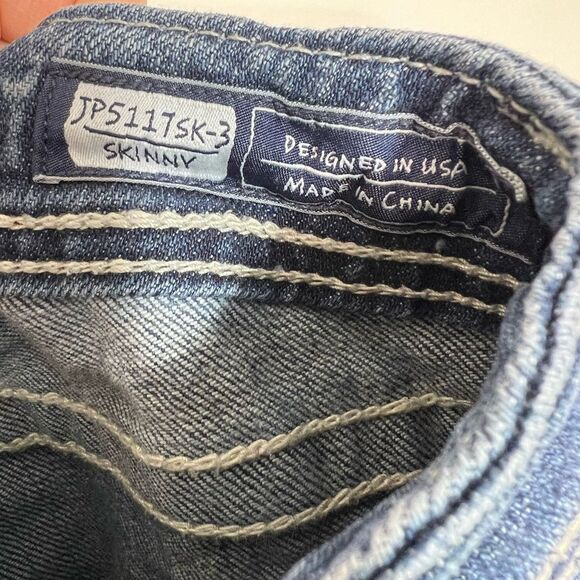 JP5117SK-3
SKINNY
DESIGNED IN USA
MADE IN CHINA